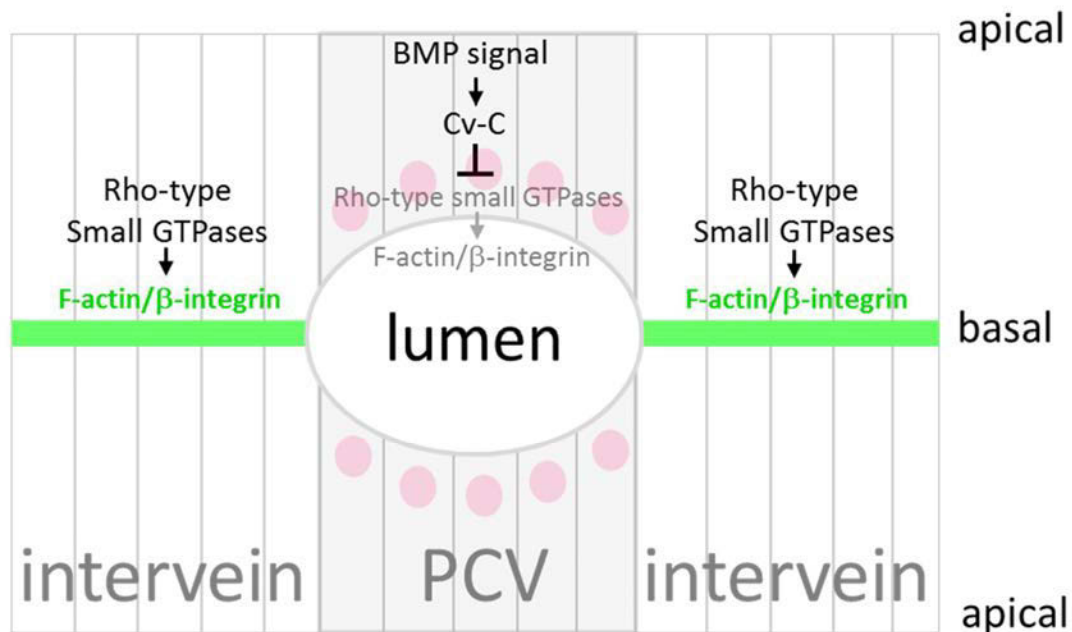 apical
BMP signal
Cv-C
Rho-type
Small GTPases
F-actin/β-integrin
Rho-type small GTPases
F-actin/β-integrin
Rho-type
Small GTPases
F-actin/β-integrin
lumen
basal
intervein
PCV
intervein
apical